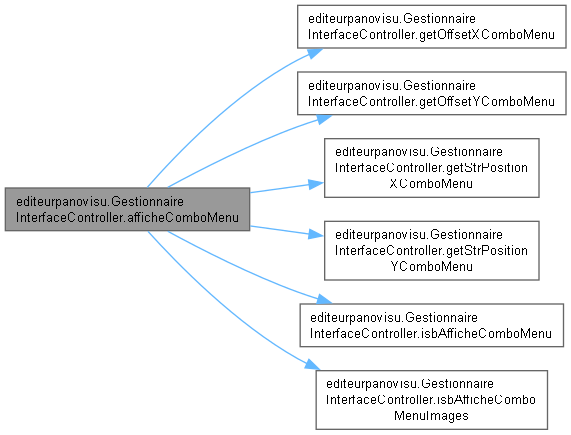 editeurpanovisu.Gestionnaire
InterfaceController.getOffsetXComboMenu
editeurpanovisu.Gestionnaire
InterfaceController.getOffsetYComboMenu
editeurpanovisu.Gestionnaire
InterfaceController.getStrPosition
XComboMenu
editeurpanovisu.Gestionnaire
InterfaceController.afficheComboMenu
editeurpanovisu.Gestionnaire
InterfaceController.getStrPosition
YComboMenu
editeurpanovisu.Gestionnaire
InterfaceController.isbAfficheComboMenu
editeurpanovisu.Gestionnaire
InterfaceController.isbAfficheCombo
MenuImages